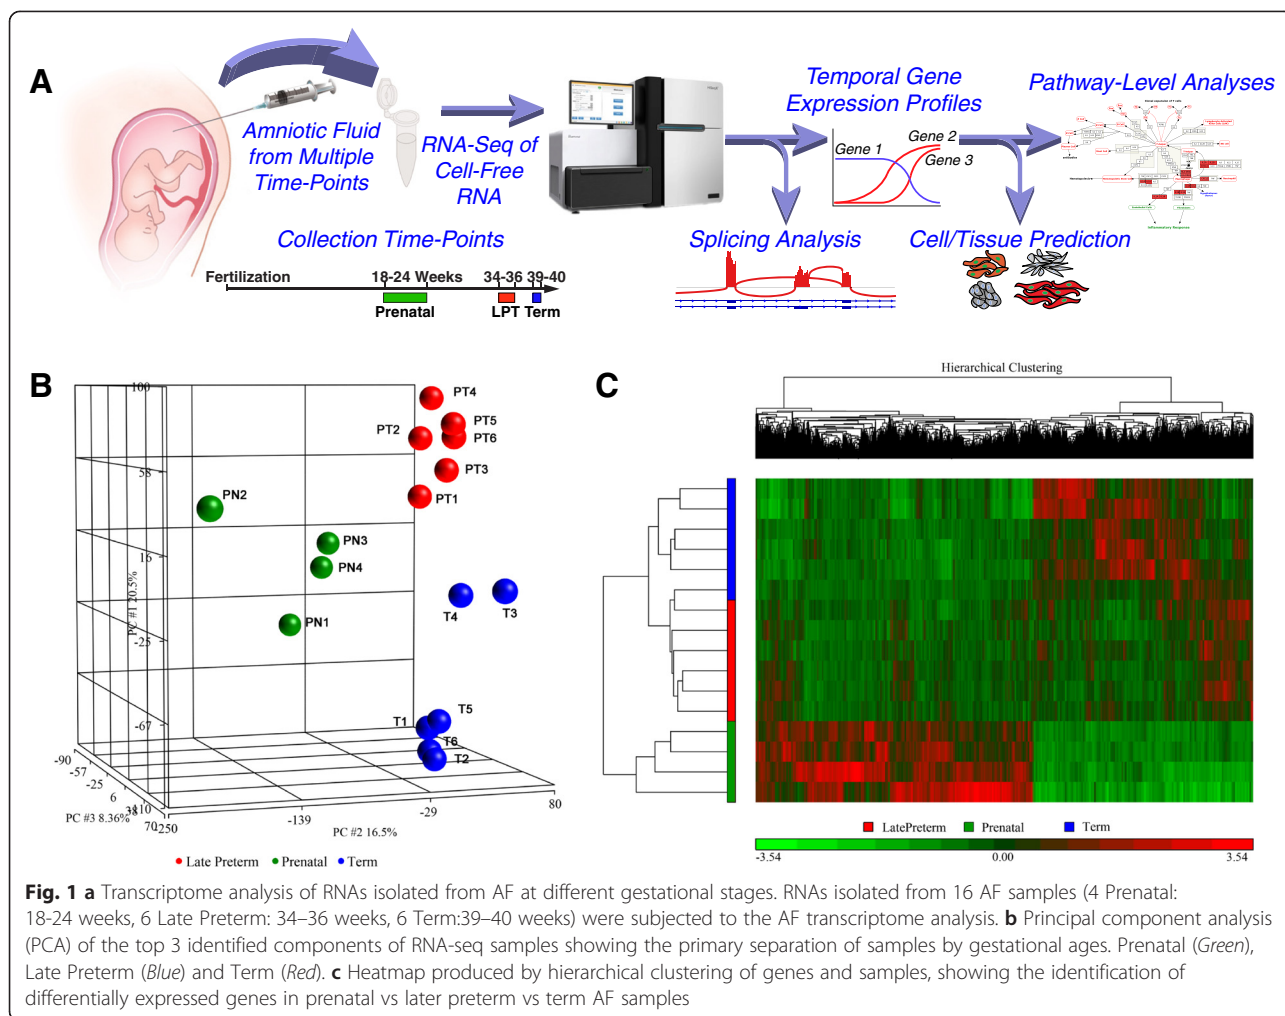 A
Amniotic Fluid
from Multiple
Time-Points
RNA-Seq of
Cell-Free
RNA
Temporal Gene
Expression Profiles
Gene 1
Gene 2
Gene 3
Pathway-Level Analyses
Inflammatory Response
Splicing Analysis
Cell/Tissue Prediction
Collection Time-Points
Fertilization
18-24 Weeks
34-36
39-40
Prenatal
LPT
Term
B
100
58
16
-25
-67
PC #1 20.5%
-90
-57
-25
6
38
70
PC #3 8.36%
-250
-139
-29
80
110
PC #2 16.5%
PT4
PT5
PT2
PT6
PT3
PT1
PN2
PN3
PN4
PN1
T4
T3
T5
T1
T6
T2
Late Preterm
Prenatal
Term
C
Hierarchical Clustering
LatePreterm
Prenatal
Term
-3.54
0.00
3.54
Fig. 1 a Transcriptome analysis of RNAs isolated from AF at different gestational stages. RNAs isolated from 16 AF samples (4 Prenatal:
18-24 weeks, 6 Late Preterm: 34–36 weeks, 6 Term:39–40 weeks) were subjected to the AF transcriptome analysis. b Principal component analysis
(PCA) of the top 3 identified components of RNA-seq samples showing the primary separation of samples by gestational ages. Prenatal (Green),
Late Preterm (Blue) and Term (Red). c Heatmap produced by hierarchical clustering of genes and samples, showing the identification of
differentially expressed genes in prenatal vs later preterm vs term AF samples